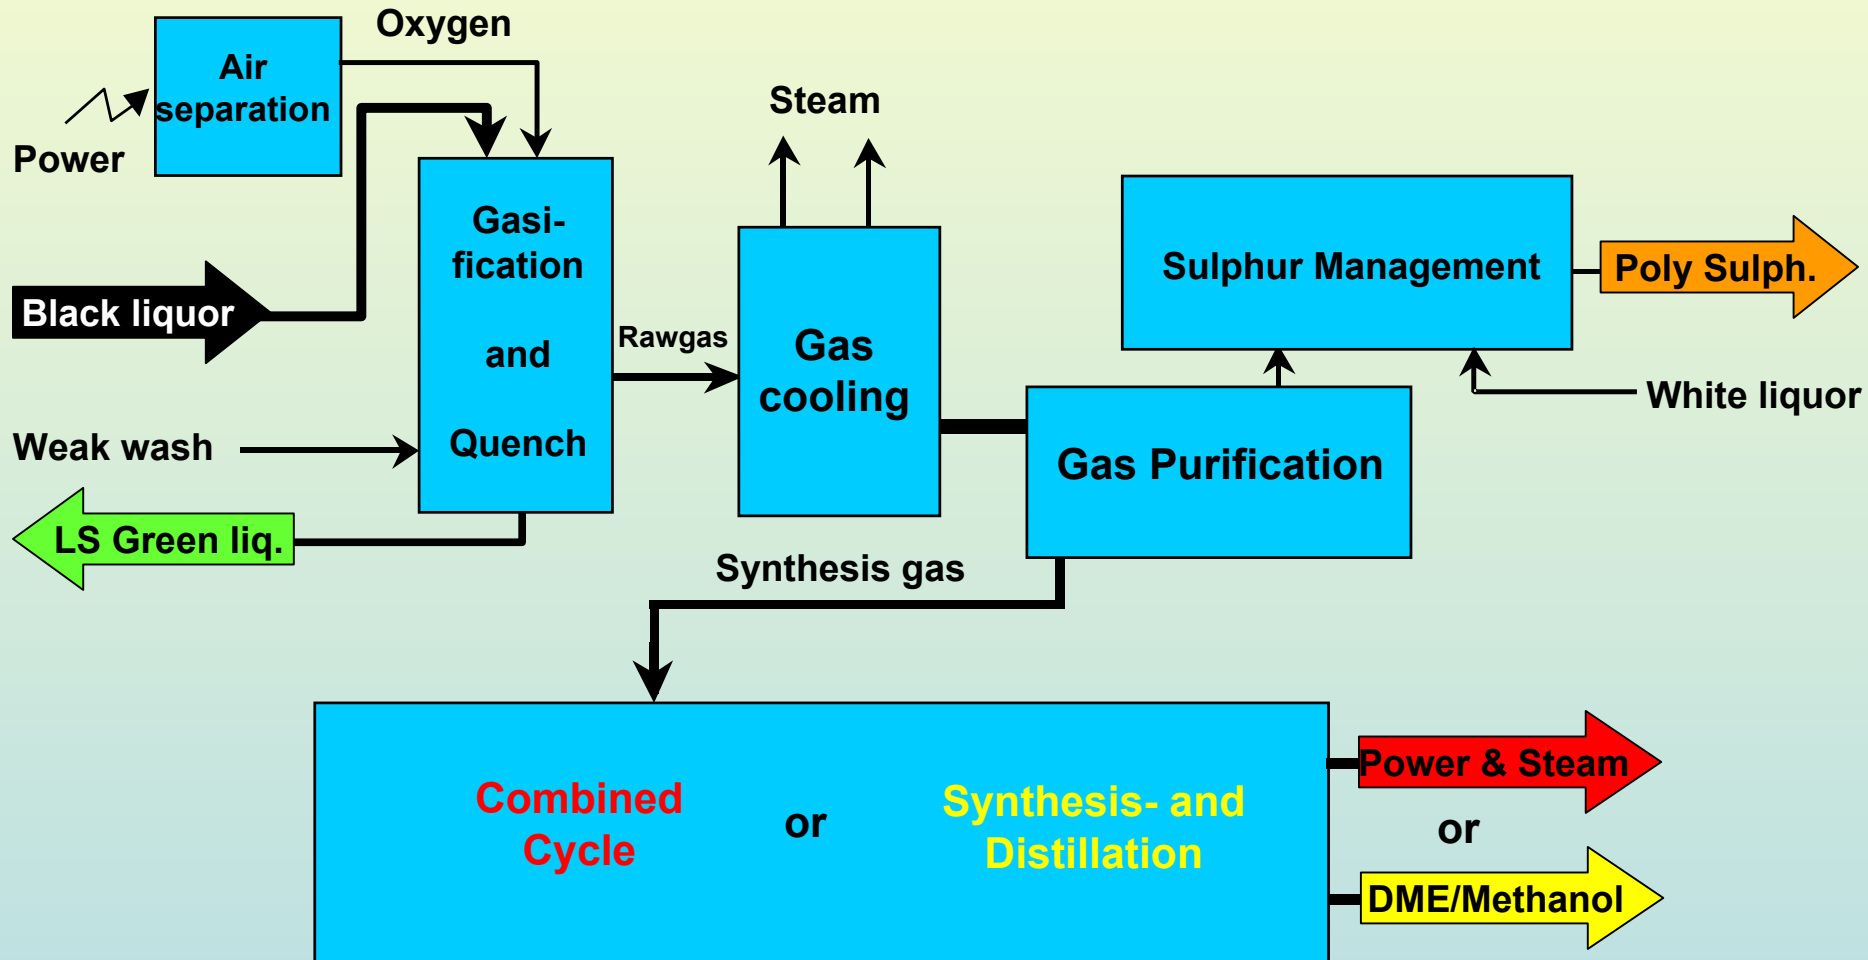 Oxygen
Air
separation
Power
Steam
Gasi-
fication
and
Quench
Black liquor
Rawgas
Gas
cooling
Sulphur Management
Poly Sulph.
White liquor
Weak wash
Gas Purification
LS Green liq.
Synthesis gas
Combined
Cycle
or
Synthesis- and
Distillation
Power & Steam
or
DME/Methanol